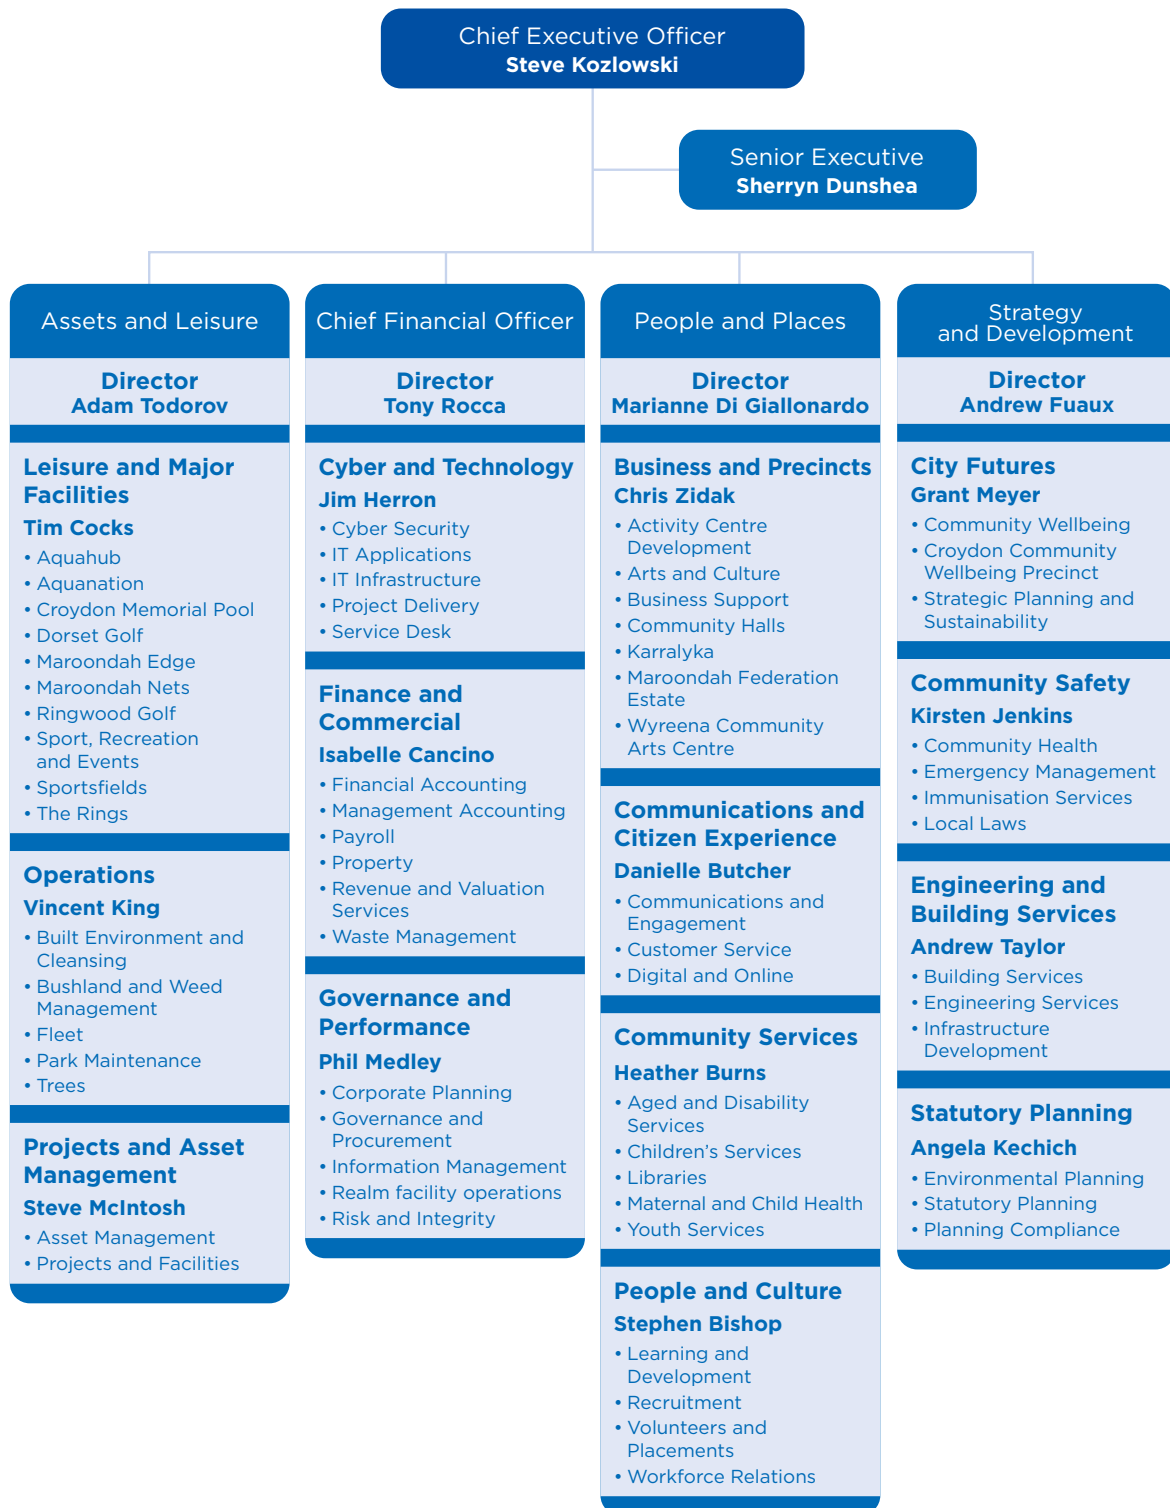 Chief Executive Officer
Steve Kozlowski
Senior Executive
Sherryn Dunshea
Assets and Leisure
Director
Adam Todorov
Leisure and Major
Facilities
Tim Cocks
• Aquahub
• Aquanation
• Croydon Memorial Pool
• Dorset Golf
• Maroondah Edge
• Maroondah Nets
• Ringwood Golf
• Sport, Recreation
and Events
• Sportsfields
• The Rings
Operations
Vincent King
• Built Environment and
Cleansing
• Bushland and Weed
Management
• Fleet
• Park Maintenance
• Trees
Projects and Asset
Management
Steve McIntosh
• Asset Management
• Projects and Facilities
Chief Financial Officer
Director
Tony Rocca
Cyber and Technology
Jim Herron
• Cyber Security
• IT Applications
• IT Infrastructure
• Project Delivery
• Service Desk
Finance and
Commercial
Isabelle Cancino
• Financial Accounting
• Management Accounting
• Payroll
• Property
• Revenue and Valuation
Services
• Waste Management
Governance and
Performance
Phil Medley
• Corporate Planning
• Governance and
Procurement
• Information Management
• Realm facility operations
• Risk and Integrity
People and Places
Director
Marianne Di Giallonardo
Business and Precincts
Chris Zidak
• Activity Centre
Development
• Arts and Culture
• Business Support
• Community Halls
• Karralyka
• Maroondah Federation
Estate
• Wyreena Community
Arts Centre
Communications and
Citizen Experience
Danielle Butcher
• Communications and
Engagement
• Customer Service
• Digital and Online
Community Services
Heather Burns
• Aged and Disability
Services
• Children’s Services
• Libraries
• Maternal and Child Health
• Youth Services
People and Culture
Stephen Bishop
• Learning and
Development
• Recruitment
• Volunteers and
Placements
• Workforce Relations
Strategy
and Development
Director
Andrew Fuaux
City Futures
Grant Meyer
• Community Wellbeing
• Croydon Community
Wellbeing Precinct
• Strategic Planning and
Sustainability
Community Safety
Kirsten Jenkins
• Community Health
• Emergency Management
• Immunisation Services
• Local Laws
Engineering and
Building Services
Andrew Taylor
• Building Services
• Engineering Services
• Infrastructure
Development
Statutory Planning
Angela Kechich
• Environmental Planning
• Statutory Planning
• Planning Compliance